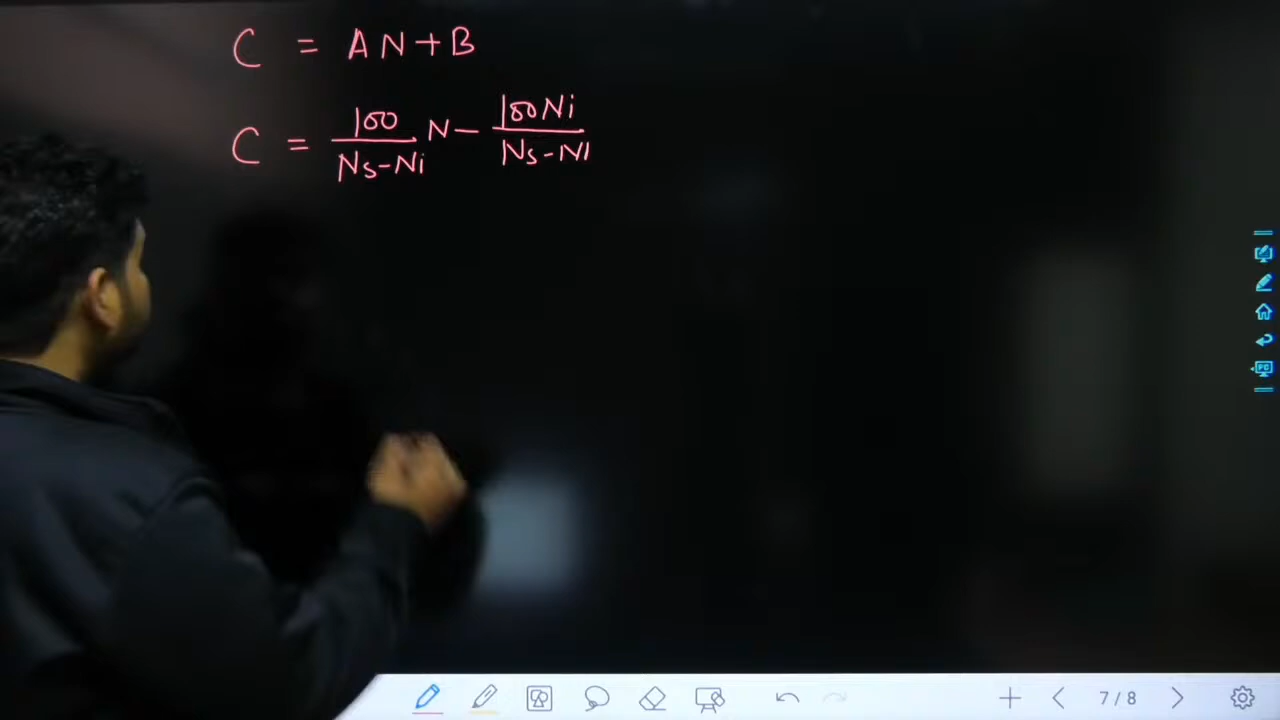 C = AN+B
C = 100/Ns-Ni N - 100Ni/Ns-Ni
7/8